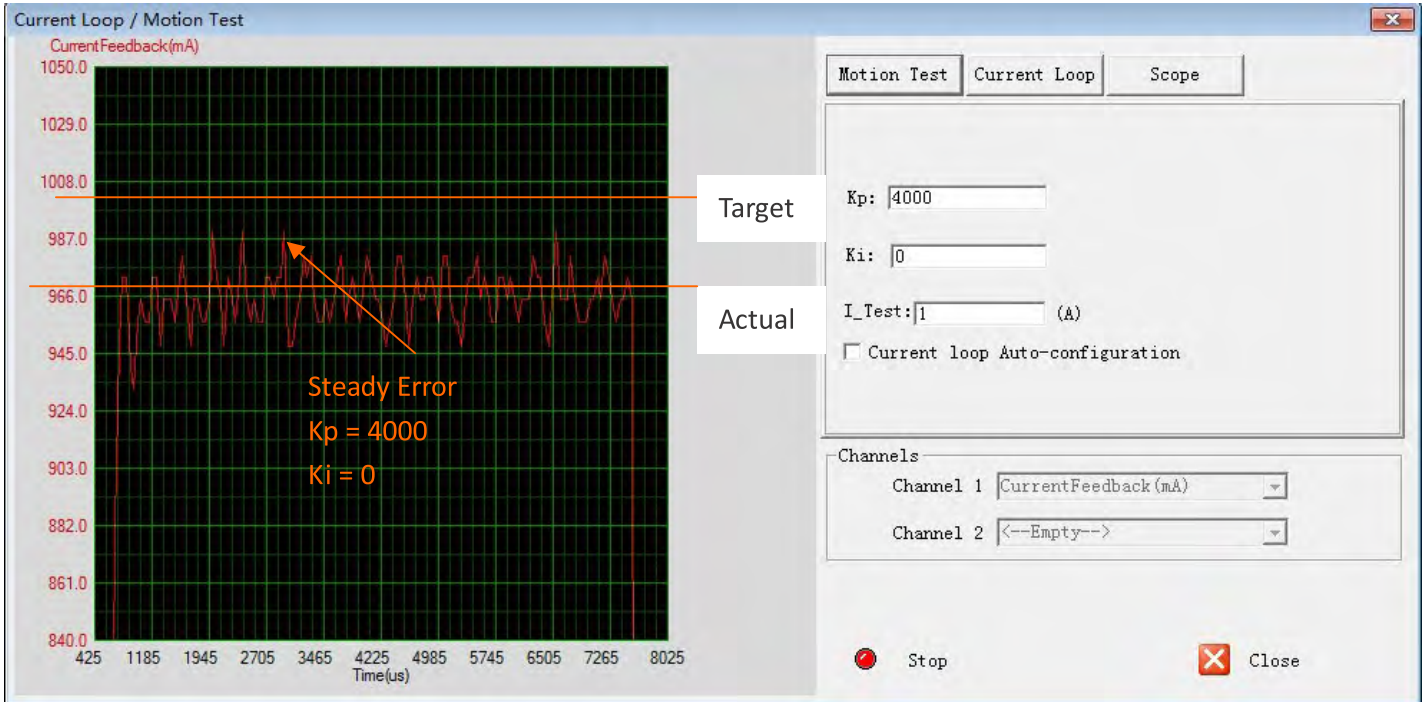 Current Loop / Motion Test
CurrentFeedback(mA)
1050.0
1029.0
1008.0
987.0
966.0
945.0
924.0
903.0
882.0
861.0
840.0
425 1185 1945 2705 3465 4225 4985 5745 6505 7265 8025
Time(us)
Target
Actual
Steady Error
Kp = 4000
Ki = 0
Motion Test Current Loop Scope
Kp: 4000
Ki: 0
I_Test: 1 (A)
Current loop Auto-configuration
Channels
Channel 1 CurrentFeedback(mA)
Channel 2 <--Empty-->
Stop Close